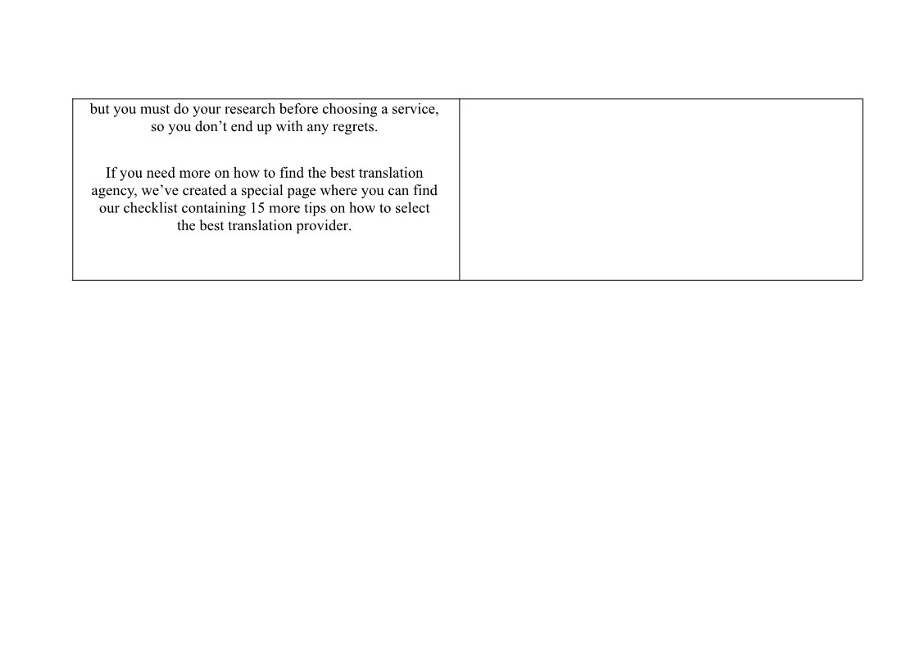 but you must do your research before choosing a service,
so you don’t end up with any regrets.
If you need more on how to find the best translation
agency, we’ve created a special page where you can find
our checklist containing 15 more tips on how to select
the best translation provider.